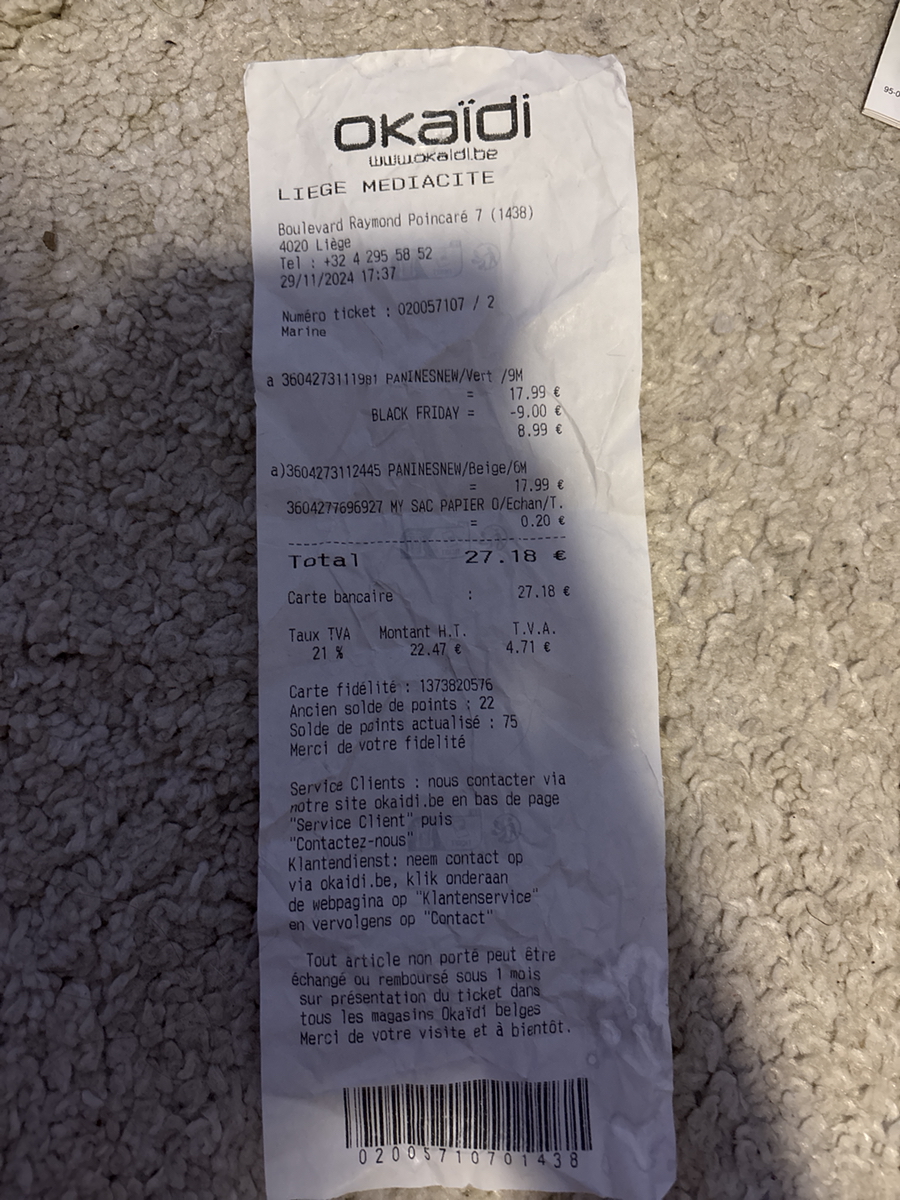 okaïdi
www.okaidi.be
LIEGE MEDIACITE
Boulevard Raymond Poincaré 7 (1438)
4020 Liège
Tel : +32 4 295 58 52
29/11/2024 17:37
Numéro ticket : 020057107 / 2
Marine
a 3604273111981 PANINESNEW/Vert /9M
= 17.99 €
BLACK FRIDAY = -9.00 €
8.99 €
a)3604273112445 PANINESNEW/Beige/6M
= 17.99 €
3604277696927 MY SAC PAPIER O/Echan/T.
= 0.20 €
Total 27.18 €
Carte bancaire : 27.18 €
Taux TVA Montant H.T. T.V.A.
21 % 22.47 € 4.71 €
Carte fidélité : 1373820576
Ancien solde de points : 22
Solde de points actualisé : 75
Merci de votre fidelité
Service Clients : nous contacter via
notre site okaidi.be en bas de page
"Service Client" puis
"Contactez-nous"
Klantendienst: neem contact op
via okaidi.be, klik onderaan
de webpagina op "Klantenservice"
en vervolgens op "Contact"
Tout article non porté peut être
échangé ou remboursé sous 1 mois
sur présentation du ticket dans
tous les magasins Okaïdi belges
Merci de votre visite et à bientôt.
02005710701438